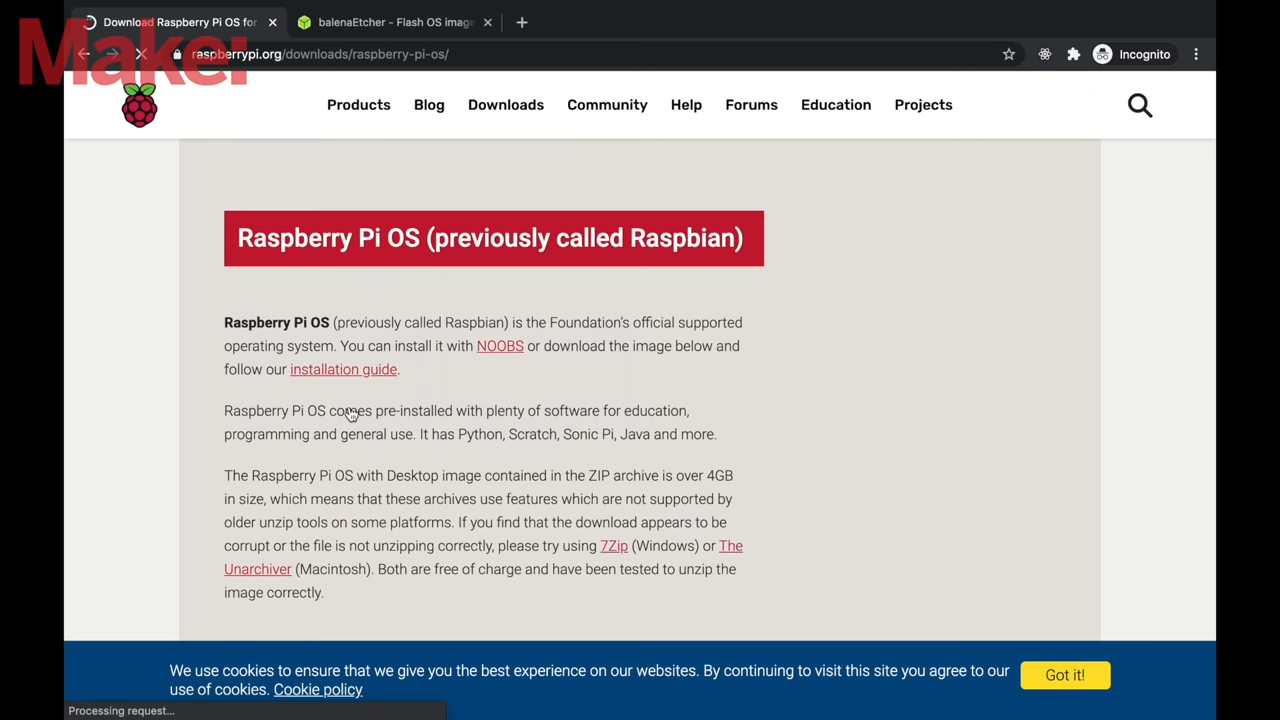 Download Raspberry Pi OS for
balenaEtcher - Flash OS image
Maker
raspberrypi.org/downloads/raspberry-pi-os/
Incognito
Products Blog Downloads Community Help Forums Education Projects
Raspberry Pi OS (previously called Raspbian)
Raspberry Pi OS (previously called Raspbian) is the Foundation's official supported
operating system. You can install it with NOOBS or download the image below and
follow our installation guide.
Raspberry Pi OS comes pre-installed with plenty of software for education,
programming and general use. It has Python, Scratch, Sonic Pi, Java and more.
The Raspberry Pi OS with Desktop image contained in the ZIP archive is over 4GB
in size, which means that these archives use features which are not supported by
older unzip tools on some platforms. If you find that the download appears to be
corrupt or the file is not unzipping correctly, please try using 7Zip (Windows) or The
Unarchiver (Macintosh). Both are free of charge and have been tested to unzip the
image correctly.
We use cookies to ensure that we give you the best experience on our websites. By continuing to visit this site you agree to our
use of cookies. Cookie policy
Got it!
Processing request...